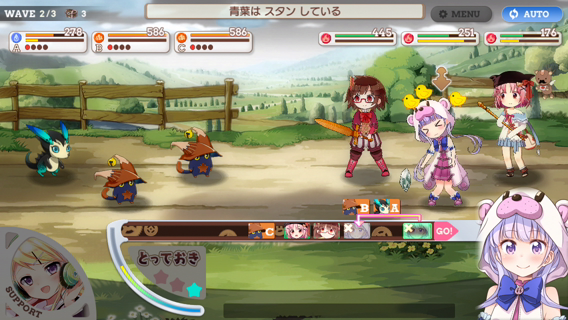 WAVE 2/3 3
青葉は スタン している
MENU
AUTO
278
586
586
445
251
176
A
B
C
B A
C
GO!
とっておき
SUPPORT